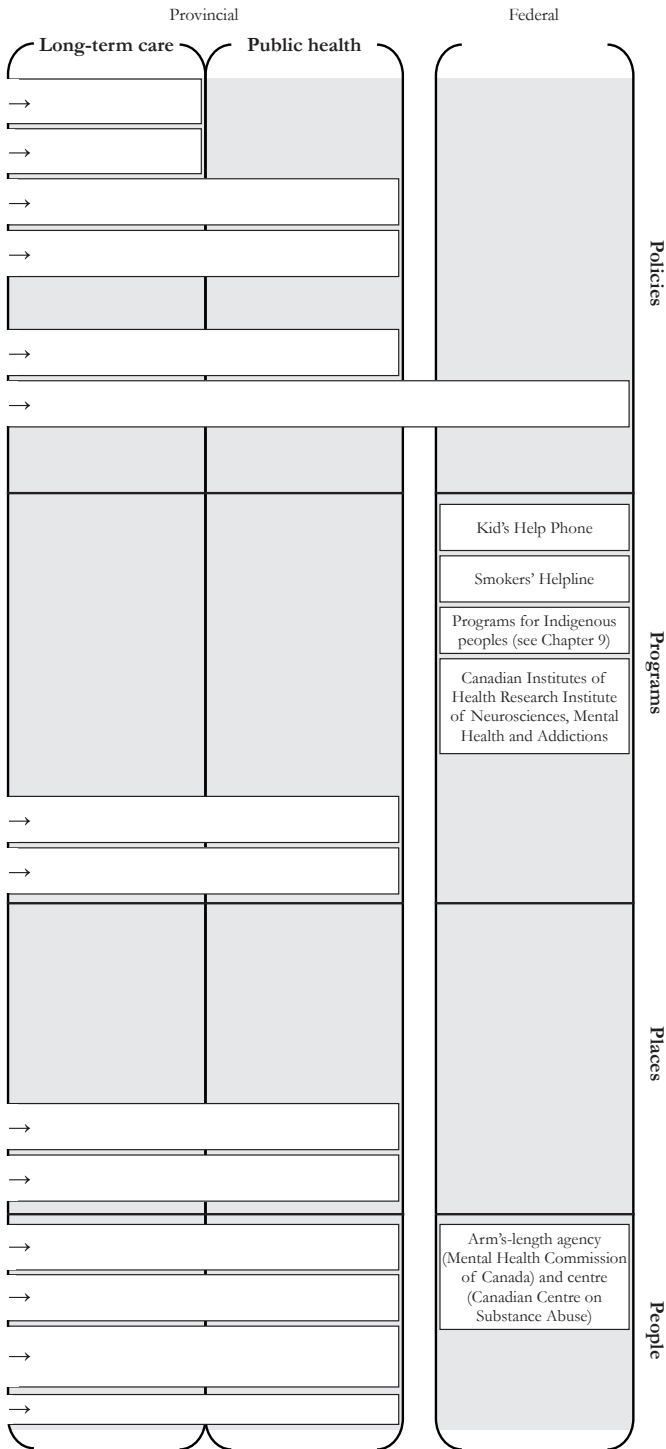 Provincial
Federal
Long-term care
Public health
→
→
→
→
→
→
Policies
Kid's Help Phone
Smokers' Helpline
Programs for Indigenous
peoples (see Chapter 9)
Canadian Institutes of
Health Research Institute
of Neurosciences, Mental
Health and Addictions
Programs
→
→
Places
→
→
→
Arm's-length agency
(Mental Health Commission
of Canada) and centre
(Canadian Centre on
Substance Abuse)
People
→
→
→